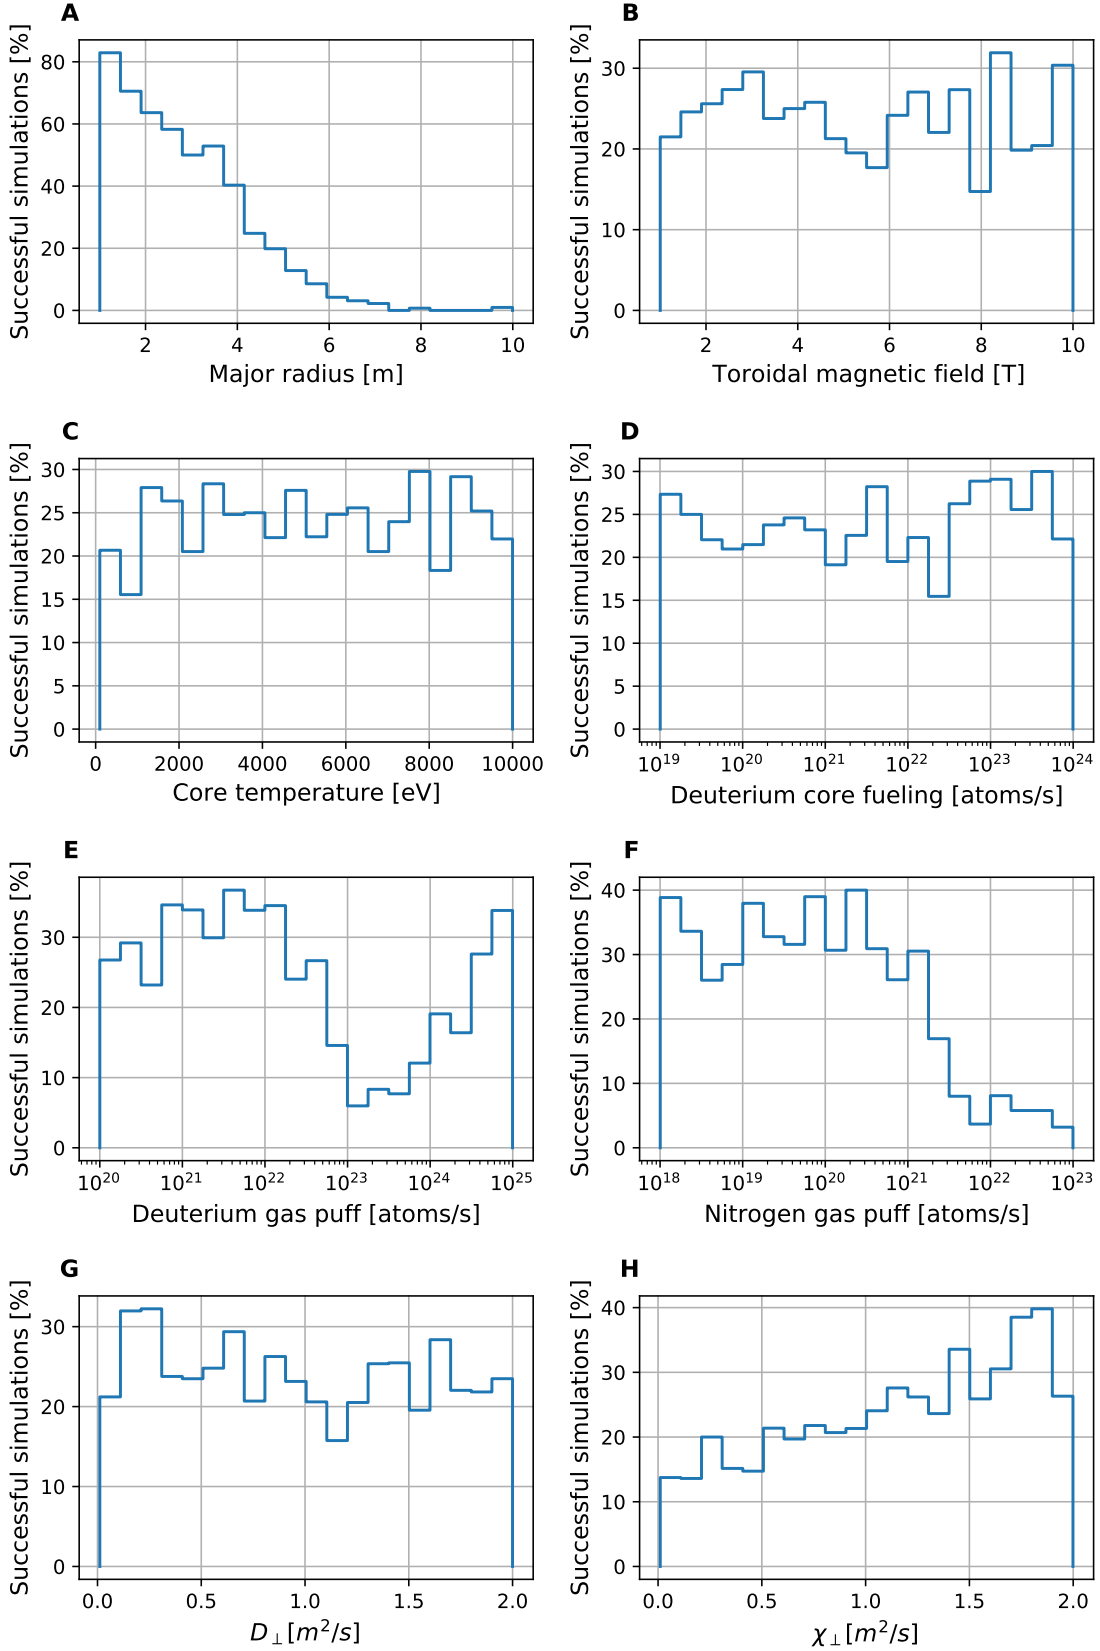 A
Successful simulations [%]
80
60
40
20
0
2 4 6 8 10
Major radius [m]
B
Successful simulations [%]
30
20
10
0
2 4 6 8 10
Toroidal magnetic field [T]
C
Successful simulations [%]
30
25
20
15
10
5
0
0 2000 4000 6000 8000 10000
Core temperature [eV]
D
Successful simulations [%]
30
25
20
15
10
5
0
10¹⁹ 10²⁰ 10²¹ 10²² 10²³ 10²⁴
Deuterium core fueling [atoms/s]
E
Successful simulations [%]
30
20
10
0
10²⁰ 10²¹ 10²² 10²³ 10²⁴ 10²⁵
Deuterium gas puff [atoms/s]
F
Successful simulations [%]
40
30
20
10
0
10¹⁸ 10¹⁹ 10²⁰ 10²¹ 10²² 10²³
Nitrogen gas puff [atoms/s]
G
Successful simulations [%]
30
20
10
0
0.0 0.5 1.0 1.5 2.0
D⊥[m²/s]
H
Successful simulations [%]
40
30
20
10
0
0.0 0.5 1.0 1.5 2.0
χ⊥[m²/s]